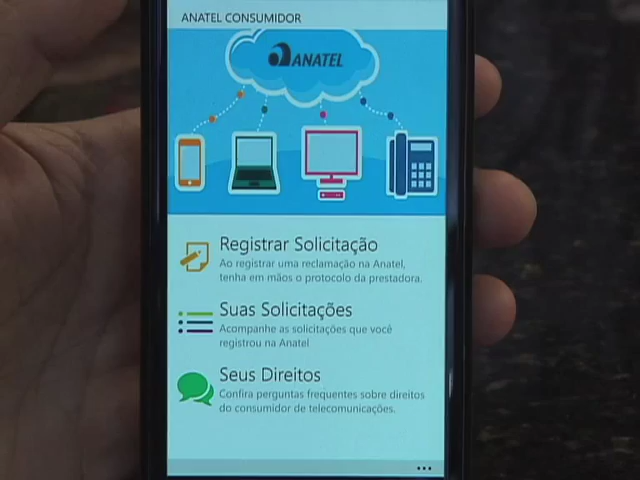 ANATEL CONSUMIDOR
ANATEL
Registrar Solicitação
Ao registrar uma reclamação na Anatel,
tenha em mãos o protocolo da prestadora.
Suas Solicitações
Acompanhe as solicitações que você
registrou na Anatel
Seus Direitos
Confira perguntas frequentes sobre direitos
do consumidor de telecomunicações.